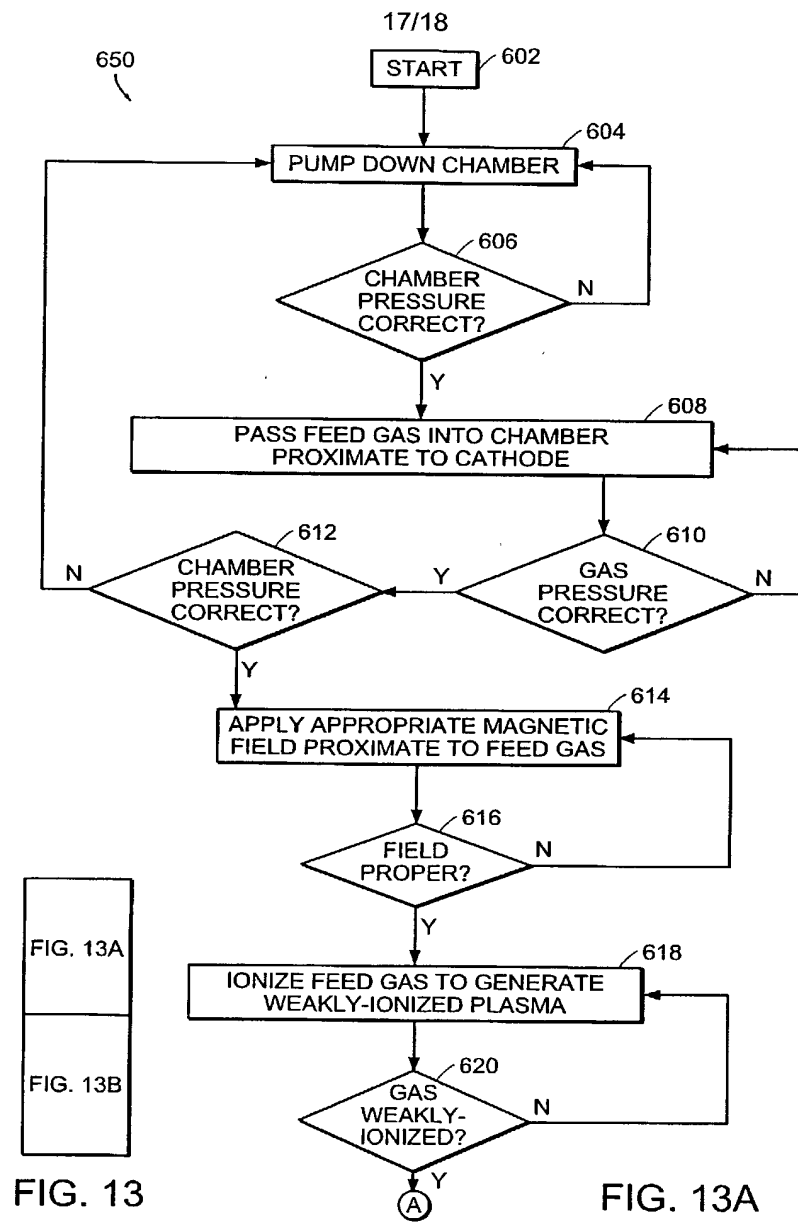 17/18
650
START
602
604
PUMP DOWN CHAMBER
606
CHAMBER
PRESSURE
CORRECT?
N
Y
608
PASS FEED GAS INTO CHAMBER
PROXIMATE TO CATHODE
612
610
N
CHAMBER
PRESSURE
CORRECT?
Y
GAS
PRESSURE
CORRECT?
N
Y
614
APPLY APPROPRIATE MAGNETIC
FIELD PROXIMATE TO FEED GAS
616
FIELD
PROPER?
N
Y
618
IONIZE FEED GAS TO GENERATE
WEAKLY-IONIZED PLASMA
620
GAS
WEAKLY-
IONIZED?
N
Y
A
FIG. 13A
FIG. 13B
FIG. 13
FIG. 13A